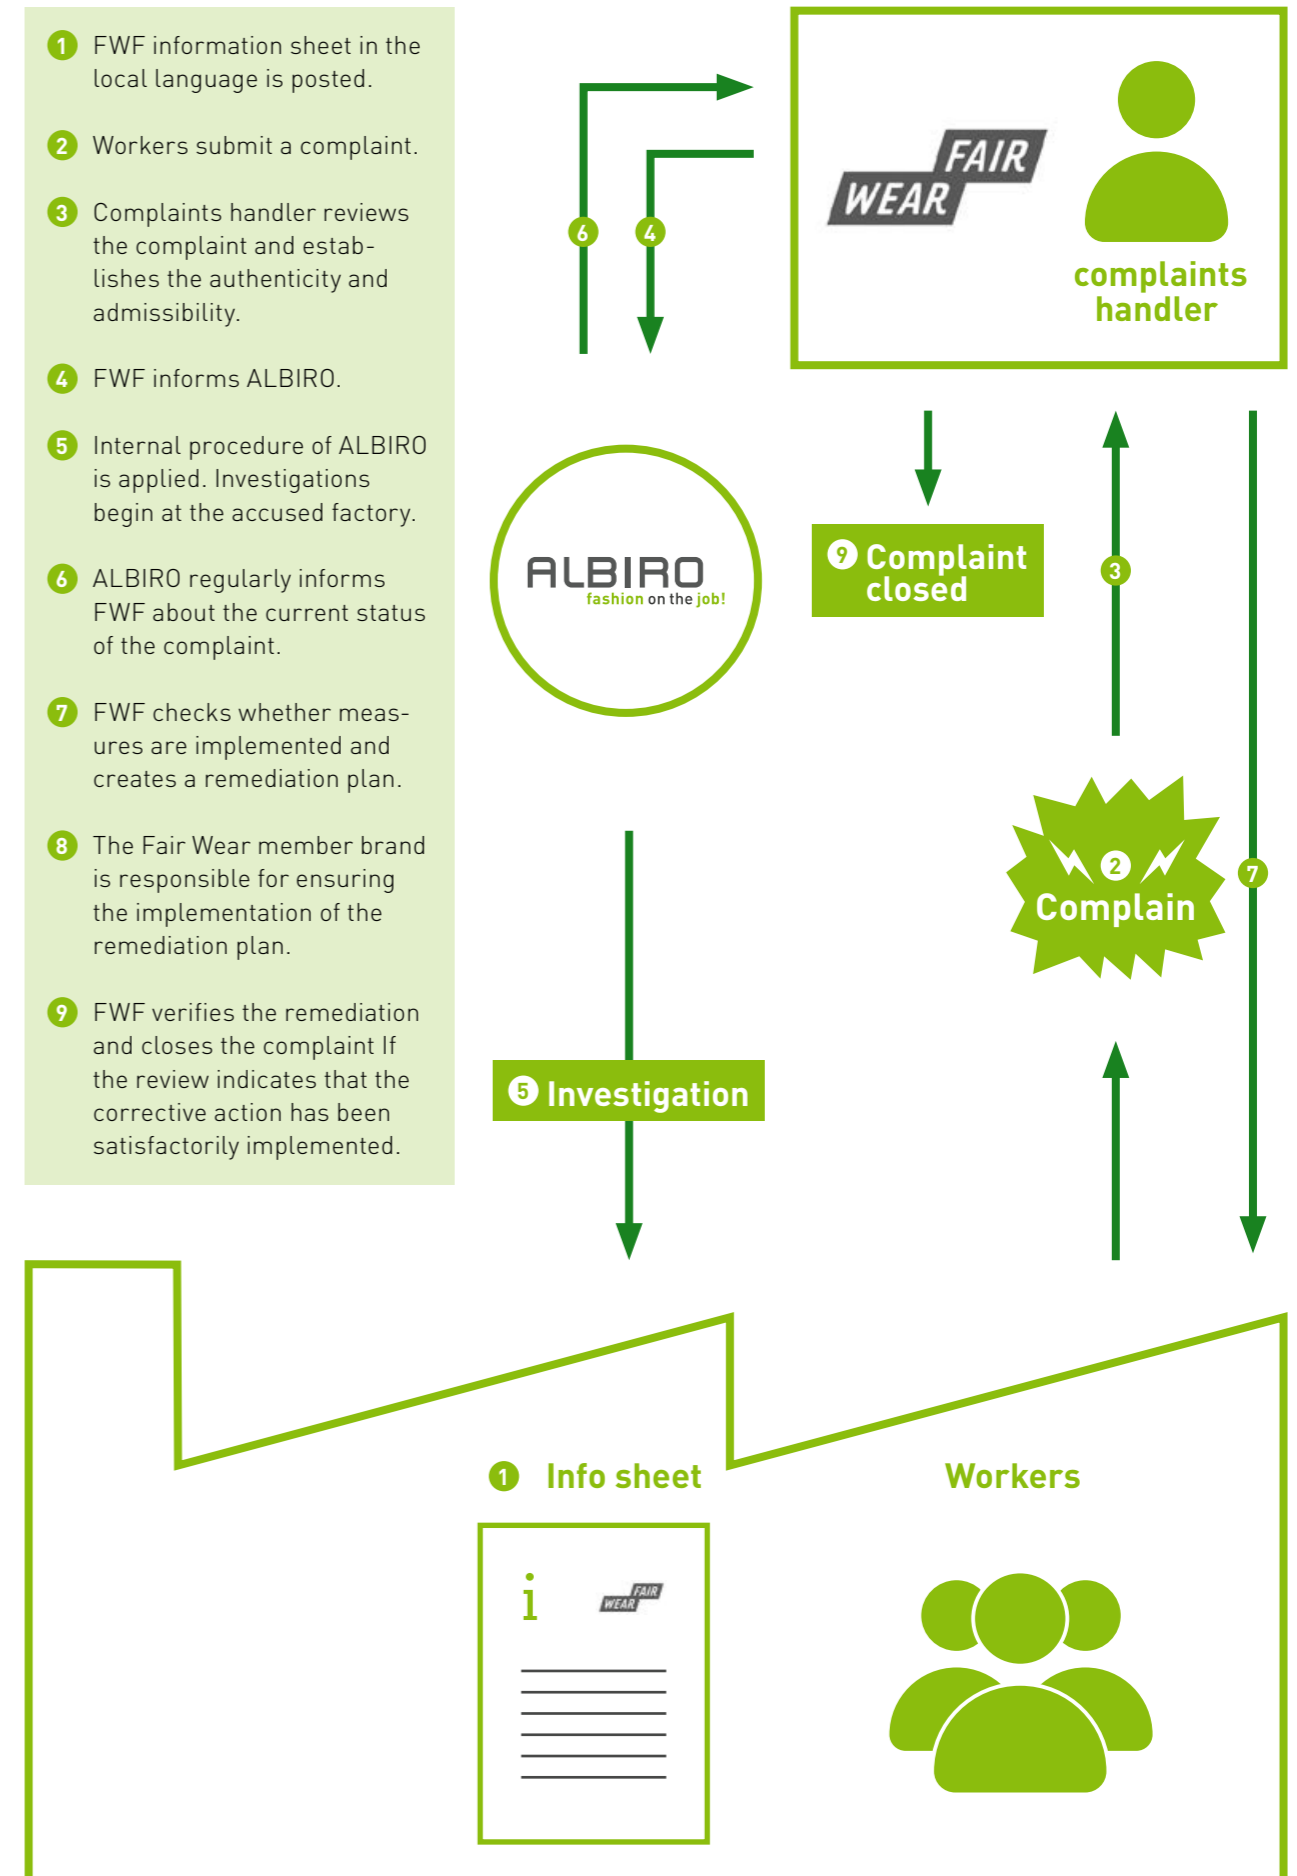 1 FWF information sheet in the
local language is posted.
2 Workers submit a complaint.
3 Complaints handler reviews
the complaint and estab-
lishes the authenticity and
admissibility.
4 FWF informs ALBIRO.
5 Internal procedure of ALBIRO
is applied. Investigations
begin at the accused factory.
6 ALBIRO regularly informs
FWF about the current status
of the complaint.
7 FWF checks whether meas-
ures are implemented and
creates a remediation plan.
8 The Fair Wear member brand
is responsible for ensuring
the implementation of the
remediation plan.
9 FWF verifies the remediation
and closes the complaint If
the review indicates that the
corrective action has been
satisfactorily implemented.
6
4
FAIR
WEAR
complaints
handler
ALBIRO
fashion on the job!
9 Complaint
closed
3
2
Complain
7
5 Investigation
1 Info sheet
i
FAIR
WEAR
Workers